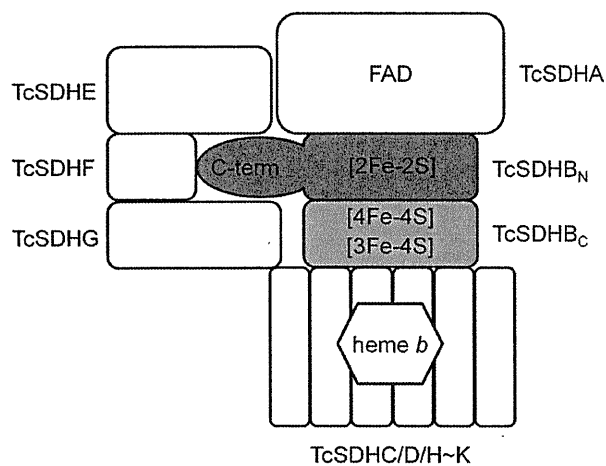 TcSDHE
FAD
TcSDHA
TcSDHF
C-term
[2Fe-2S]
TcSDHB_N
TcSDHG
[4Fe-4S]
[3Fe-4S]
TcSDHB_C
heme b
TcSDHC/D/H~K